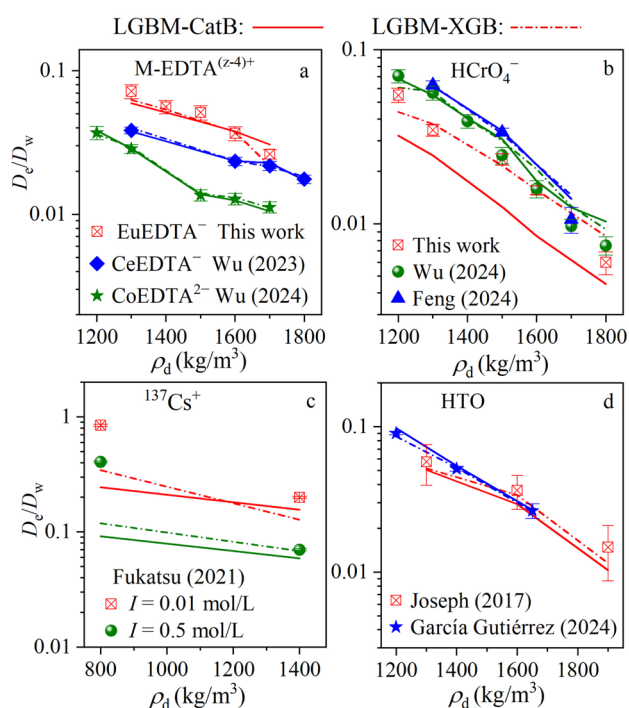 LGBM-CatB: LGBM-XGB:
M-EDTA(z-4)+ a
0.1
0.01
De/Dw
EuEDTA− This work
CeEDTA− Wu (2023)
CoEDTA2− Wu (2024)
1200 1400 1600 1800
ρd (kg/m3)
HCrO4− b
0.1
0.01
This work
Wu (2024)
Feng (2024)
1200 1400 1600 1800
ρd (kg/m3)
137Cs+ c
1
0.1
0.01
De/Dw
Fukatsu (2021)
I = 0.01 mol/L
I = 0.5 mol/L
800 1000 1200 1400
ρd (kg/m3)
HTO d
0.1
0.01
Joseph (2017)
García Gutiérrez (2024)
1200 1400 1600 1800
ρd (kg/m3)